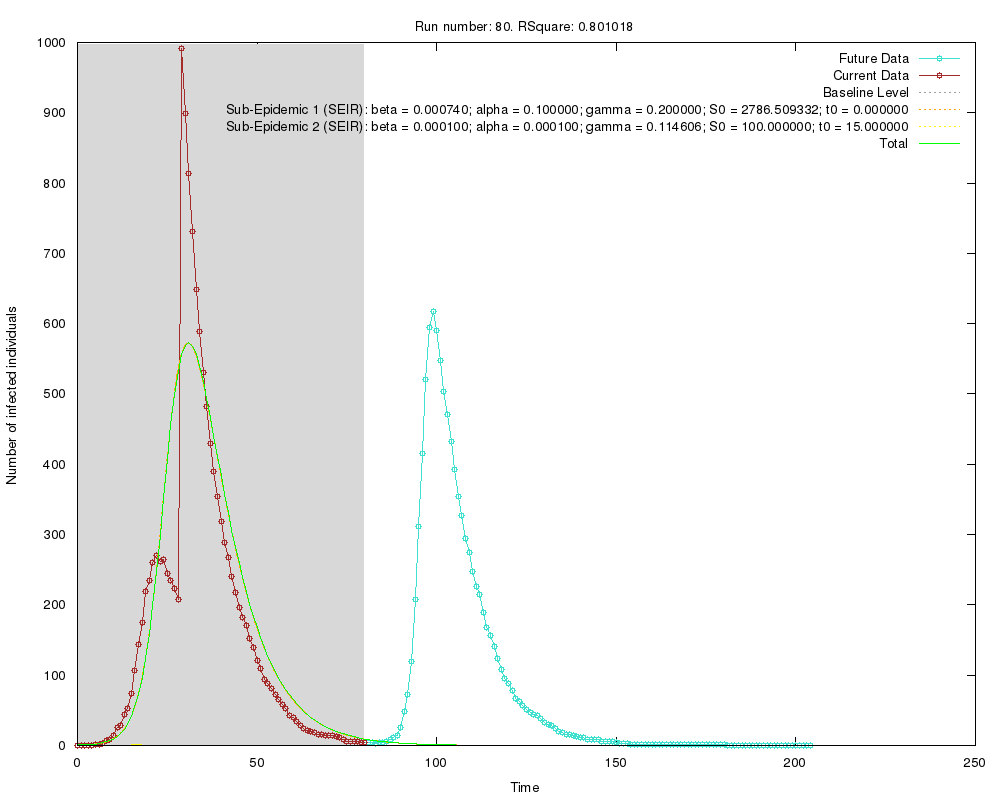 Run number: 80. RSquare: 0.801018
Future Data
Current Data
Baseline Level
Sub-Epidemic 1 (SEIR): beta = 0.000740; alpha = 0.100000; gamma = 0.200000; S0 = 2786.509332; t0 = 0.000000
Sub-Epidemic 2 (SEIR): beta = 0.000100; alpha = 0.000100; gamma = 0.114606; S0 = 100.000000; t0 = 15.000000
Total
1000
900
800
700
600
500
400
300
200
100
0
Number of infected individuals
0 50 100 150 200 250
Time